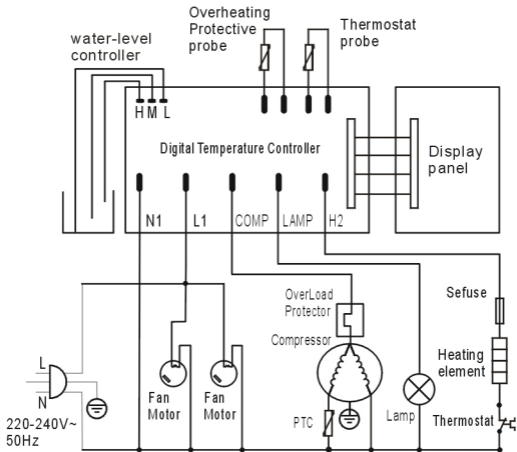 Overheating
Protective
probe
Thermostat
probe
water-level
controller
H M L
Digital Temperature Controller
Display
panel
N1 L1 COMP LAMP H2
OverLoad
Protector
Sefuse
Compressor
Heating
element
L
N
220-240V~
50Hz
Fan
Motor
Fan
Motor
PTC
Lamp
Thermostat